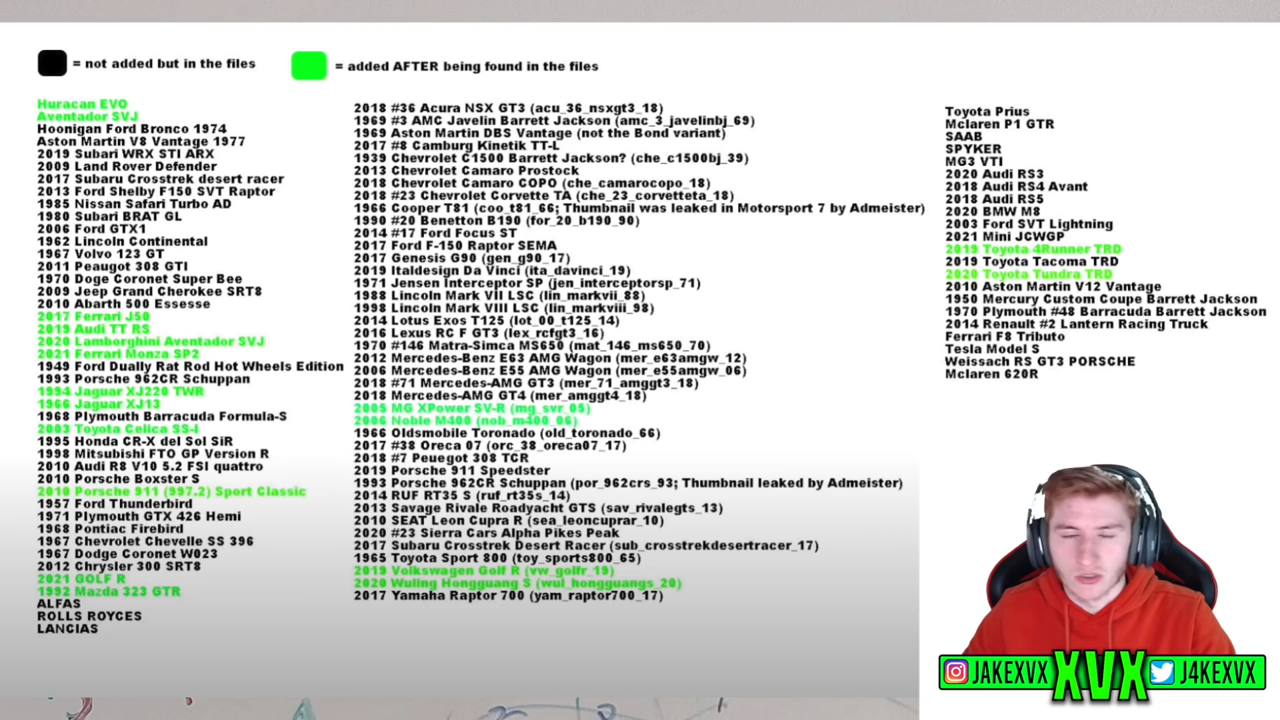 = not added but in the files
= added AFTER being found in the files
Huracan EVO
Aventador SVJ
Hoonigan Ford Bronco 1974
Aston Martin V8 Vantage 1977
2019 Subari WRX STI ARX
2009 Land Rover Defender
2017 Subaru Crosstrek desert racer
2013 Ford Shelby F150 SVT Raptor
1985 Nissan Safari Turbo AD
1980 Subari BRAT GL
2006 Ford GTX1
1962 Lincoln Continental
1967 Volvo 123 GT
2011 Peaugot 308 GTI
1970 Doge Coronet Super Bee
2009 Jeep Grand Cherokee SRT8
2010 Abarth 500 Essesse
2017 Ferrari J50
2019 Audi TT RS
2020 Lamborghini Aventador SVJ
2021 Ferrari Monza SP2
1949 Ford Dually Rat Rod Hot Wheels Edition
1993 Porsche 962CR Schuppan
1994 Jaguar XJ220 TWR
1966 Jaguar XJ13
1968 Plymouth Barracuda Formula-S
2003 Toyota Celica SS-I
1995 Honda CR-X del Sol SiR
1998 Mitsubishi FTO GP Version R
2010 Audi R8 V10 5.2 FSI quattro
2010 Porsche Boxster S
2010 Porsche 911 (997.2) Sport Classic
1957 Ford Thunderbird
1971 Plymouth GTX 426 Hemi
1968 Pontiac Firebird
1967 Chevrolet Chevelle SS 396
1967 Dodge Coronet W023
2012 Chrysler 300 SRT8
2021 GOLF R
1992 Mazda 323 GTR
ALFAS
ROLLS ROYCES
LANCIAS
2018 #36 Acura NSX GT3 (acu_36_nsxgt3_18)
1969 #3 AMC Javelin Barrett Jackson (amc_3_javelinbj_69)
1969 Aston Martin DBS Vantage (not the Bond variant)
2017 #8 Camburg Kinetik TT-L
1939 Chevrolet C1500 Barrett Jackson? (che_c1500bj_39)
2013 Chevrolet Camaro Prostock
2018 Chevrolet Camaro COPO (che_camarocopo_18)
2018 #23 Chevrolet Corvette TA (che_23_corvetteta_18)
1966 Cooper T81 (coo_t81_66; Thumbnail was leaked in Motorsport 7 by Admeister)
1990 #20 Benetton B190 (for_20_b190_90)
2014 #17 Ford Focus ST
2017 Ford F-150 Raptor SEMA
2017 Genesis G90 (gen_g90_17)
2019 Italdesign Da Vinci (ita_davinci_19)
1971 Jensen Interceptor SP (jen_interceptorsp_71)
1988 Lincoln Mark VII LSC (lin_markvii_88)
1998 Lincoln Mark VIII LSC (lin_markviii_98)
2014 Lotus Exos T125 (lot_00_t125_14)
2016 Lexus RC F GT3 (lex_rcfgt3_16)
1970 #146 Matra-Simca MS650 (mat_146_ms650_70)
2012 Mercedes-Benz E63 AMG Wagon (mer_e63amgw_12)
2006 Mercedes-Benz E55 AMG Wagon (mer_e55amgw_06)
2018 #71 Mercedes-AMG GT3 (mer_71_amggt3_18)
2018 Mercedes-AMG GT4 (mer_amggt4_18)
2005 MG XPower SV-R (mg_svr_05)
2006 Noble M400 (nob_m400_06)
1966 Oldsmobile Toronado (old_toronado_66)
2017 #38 Oreca 07 (orc_38_oreca07_17)
2018 #7 Peuegot 308 TCR
2019 Porsche 911 Speedster
1993 Porsche 962CR Schuppan (por_962crs_93; Thumbnail leaked by Admeister)
2014 RUF RT35 S (ruf_rt35s_14)
2013 Savage Rivale Roadyacht GTS (sav_rivalegts_13)
2010 SEAT Leon Cupra R (sea_leoncuprar_10)
2020 #23 Sierra Cars Alpha Pikes Peak
2017 Subaru Crosstrek Desert Racer (sub_crosstrekdesertracer_17)
1965 Toyota Sport 800 (toy_sports800_65)
2019 Volkswagen Golf R (vw_golfr_19)
2020 Wuling Hongguang S (wul_hongguangs_20)
2017 Yamaha Raptor 700 (yam_raptor700_17)
Toyota Prius
Mclaren P1 GTR
SAAB
SPYKER
MG3 VTI
2020 Audi RS3
2018 Audi RS4 Avant
2018 Audi RS5
2020 BMW M8
2003 Ford SVT Lightning
2021 Mini JCWGP
2019 Toyota 4Runner TRD
2019 Toyota Tacoma TRD
2020 Toyota Tundra TRD
2010 Aston Martin V12 Vantage
1950 Mercury Custom Coupe Barrett Jackson
1970 Plymouth #48 Barracuda Barrett Jackson
2014 Renault #2 Lantern Racing Truck
Ferrari F8 Tributo
Tesla Model S
Weissach RS GT3 PORSCHE
Mclaren 620R
JAKEXVX XVX J4KEXVX